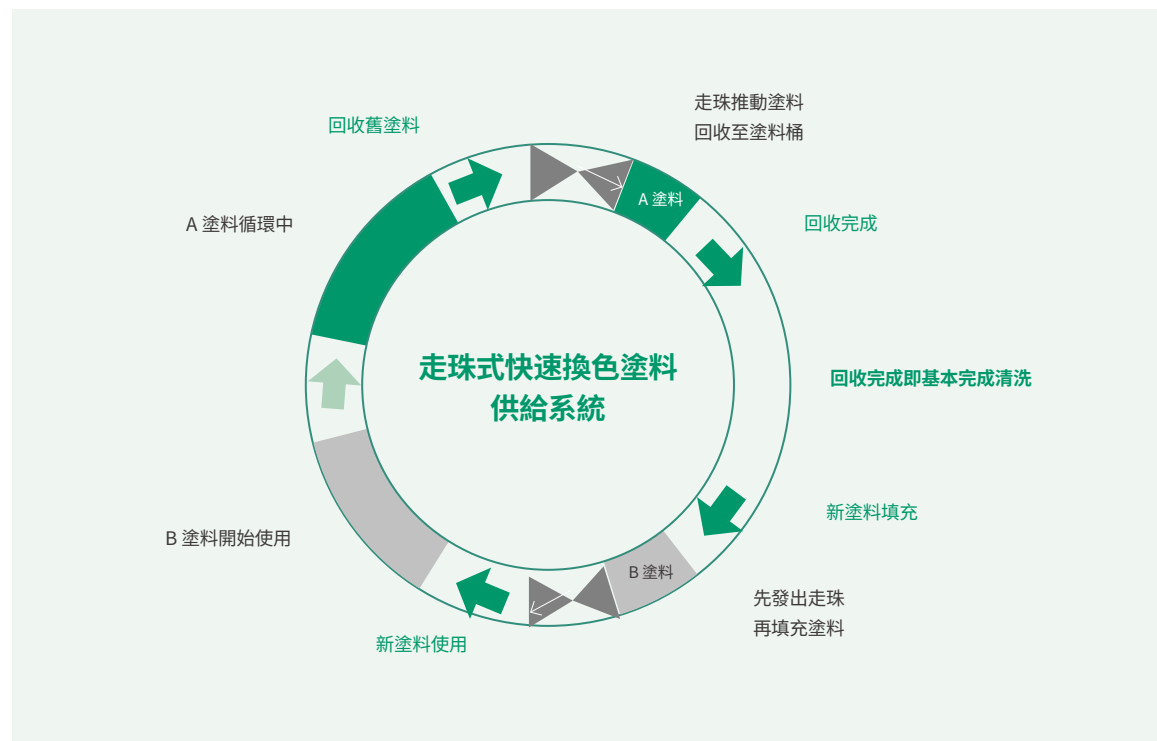 走珠推動塗料
回收至塗料桶
回收舊塗料
A 塗料
A 塗料循環中
回收完成
走珠式快速換色塗料
供給系統
回收完成即基本完成清洗
新塗料填充
B 塗料開始使用
B 塗料
先發出走珠
再填充塗料
新塗料使用